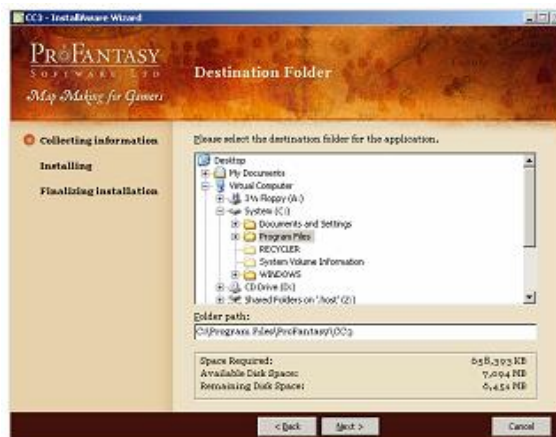 CC3 - InstallAware Wizard
PROFANTASY
SOFTWARE LTD
Map Making for Gamers
Destination Folder
Collecting information
Installing
Finalizing installation
Please select the destination folder for the application.
Desktop
My Documents
Virtual Computer
3½ Floppy (A:)
System (C:)
Documents and Settings
Program Files
RECYCLER
System Volume Information
WINDOWS
CD Drive (D:)
Shared Folders on '.host' (Z:)
Folder path:
C:\Program Files\ProFantasy\CC3
Space Required: 658,393 KB
Available Disk Space: 7,094 MB
Remaining Disk Space: 6,451 MB
< Back
Next >
Cancel